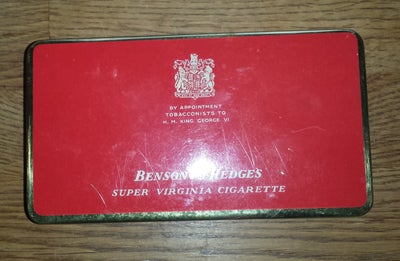 BY APPOINTMENT
TOBACCONISTS TO
H. M. KING GEORGE VI
BENSON & HEDGES
SUPER VIRGINIA CIGARETTE